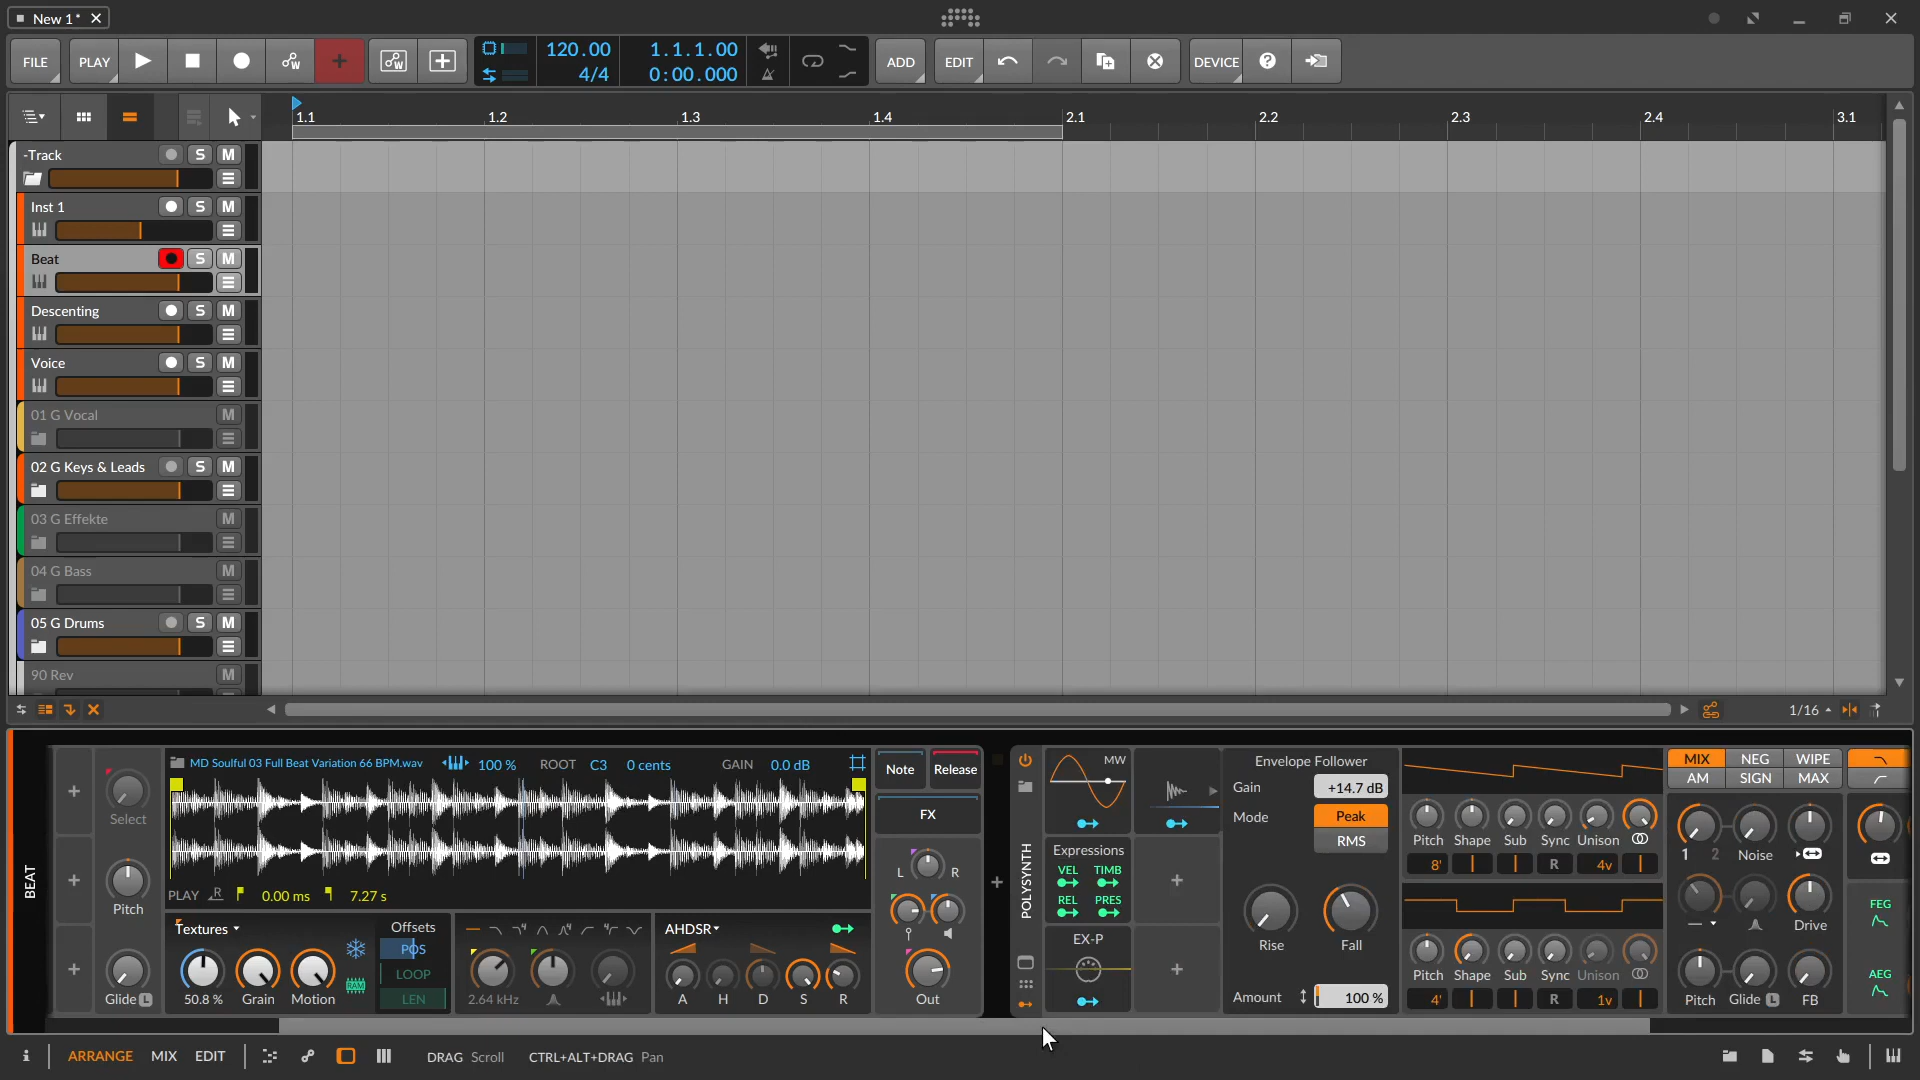 New 1*
FILE PLAY ADD EDIT DEVICE
120.00 1.1.1.00
4/4 0:00.000
1.1 1.2 1.3 1.4 2.1 2.2 2.3 2.4 3.1
-Track S M
Inst 1 S M
Beat S M
Descenting S M
Voice S M
01 G Vocal M
02 G Keys & Leads S M
03 G Effekte M
04 G Bass M
05 G Drums S M
90 Rev M
1/16
BEAT
Select
Pitch
Glide L
MD Soulful 03 Full Beat Variation 66 BPM.wav 100 % ROOT C3 0 cents GAIN 0.0 dB
PLAY R 0.00 ms 7.27 s
Textures
50.8 % Grain Motion
RAM
Offsets
POS
LOOP
LEN
2.64 kHz
AHDSR
A H D S R
Note Release
FX
L R
Out
POLYSYNTH
MW
Expressions
VEL TIMB
REL PRES
EX-P
Envelope Follower
Gain +14.7 dB
Mode Peak
RMS
Rise Fall
Amount 100 %
Pitch Shape Sub Sync Unison
8' R 4v
Pitch Shape Sub Sync Unison
4' R 1v
MIX NEG WIPE
AM SIGN MAX
1 2 Noise
Drive
Pitch Glide L FB
FEG
AEG
ARRANGE MIX EDIT DRAG Scroll CTRL+ALT+DRAG Pan